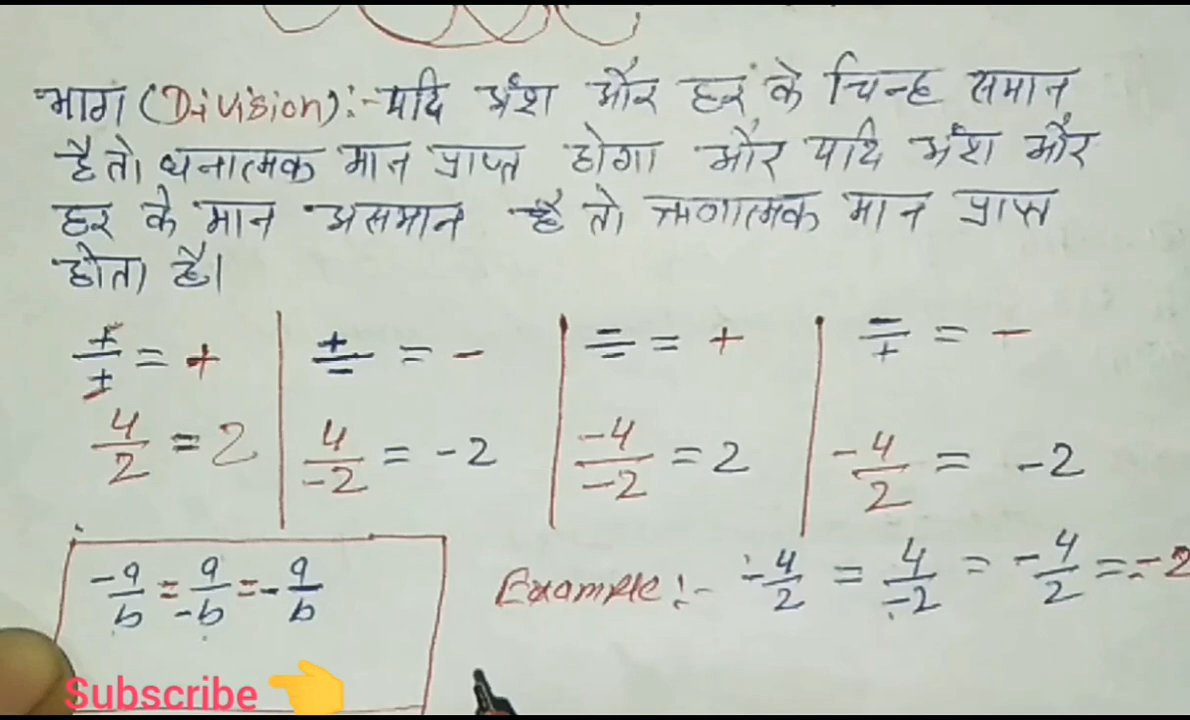 भाग (Division):- यदि अंश और हर के चिन्ह समान
है तो धनात्मक मान प्राप्त होगा और यदि अंश और
हर के मान असमान है तो ऋणात्मक मान प्राप्त
होता है।
+/+ = + | +/- = - | -/- = + | -/+ = -
4/2 = 2 | 4/-2 = -2 | -4/-2 = 2 | -4/2 = -2
-a/b = a/-b = -a/b
Example:- -4/2 = 4/-2 = -4/2 = -2
Subscribe